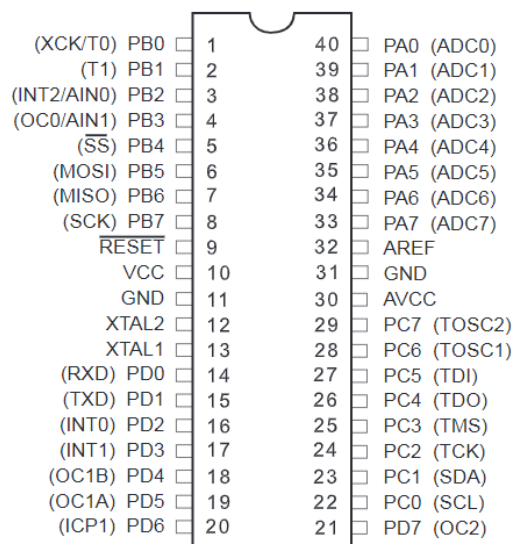 (XCK/T0) PB0 1 40 PA0 (ADC0)
(T1) PB1 2 39 PA1 (ADC1)
(INT2/AIN0) PB2 3 38 PA2 (ADC2)
(OC0/AIN1) PB3 4 37 PA3 (ADC3)
(SS) PB4 5 36 PA4 (ADC4)
(MOSI) PB5 6 35 PA5 (ADC5)
(MISO) PB6 7 34 PA6 (ADC6)
(SCK) PB7 8 33 PA7 (ADC7)
RESET 9 32 AREF
VCC 10 31 GND
GND 11 30 AVCC
XTAL2 12 29 PC7 (TOSC2)
XTAL1 13 28 PC6 (TOSC1)
(RXD) PD0 14 27 PC5 (TDI)
(TXD) PD1 15 26 PC4 (TDO)
(INT0) PD2 16 25 PC3 (TMS)
(INT1) PD3 17 24 PC2 (TCK)
(OC1B) PD4 18 23 PC1 (SDA)
(OC1A) PD5 19 22 PC0 (SCL)
(ICP1) PD6 20 21 PD7 (OC2)